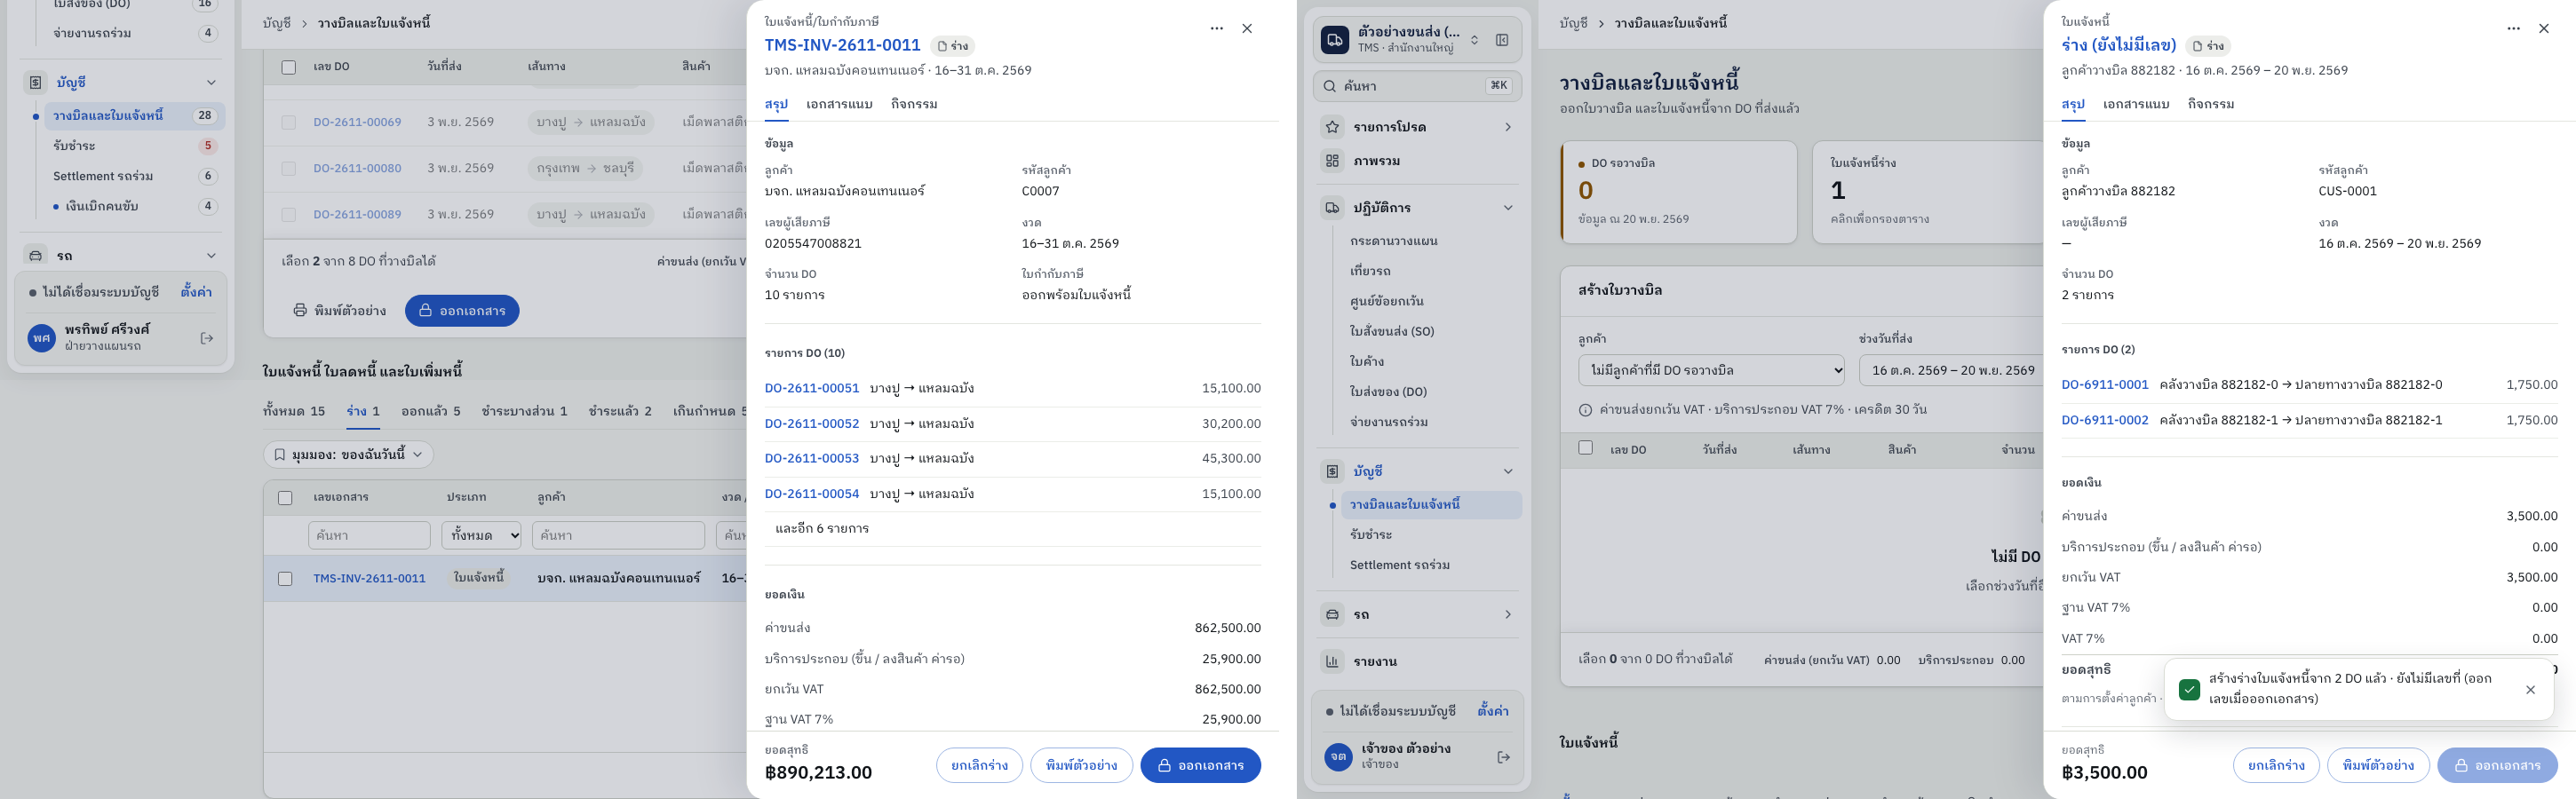 ใบส่งของ (DO) 16
จ่ายงานรถร่วม 4
บัญชี
วางบิลและใบแจ้งหนี้ 28
รับชำระ 5
Settlement รถร่วม 6
เงินเบิกคนขับ 4
รถ
ไม่ได้เชื่อมระบบบัญชี ตั้งค่า
พศ พรทิพย์ ศรีวงศ์
ฝ่ายวางแผนรถ
บัญชี > วางบิลและใบแจ้งหนี้
เลข DO วันที่ส่ง เส้นทาง สินค้า
DO-2611-00069 3 พ.ย. 2569 บางปู → แหลมฉบัง
DO-2611-00080 3 พ.ย. 2569 กรุงเทพ → ชลบุรี
DO-2611-00089 3 พ.ย. 2569 บางปู → แหลมฉบัง
เลือก 2 จาก 8 DO ที่วางบิลได้ ค่าขนส่ง (ยกเว้น V
พิมพ์ตัวอย่าง ออกเอกสาร
ใบแจ้งหนี้ ใบลดหนี้ และใบเพิ่มหนี้
ทั้งหมด 15 ร่าง 1 ออกแล้ว 5 ชำระบางส่วน 1 ชำระแล้ว 2 เกินกำหนด 5
มุมมอง: ของฉันวันนี้
เลขเอกสาร ประเภท ลูกค้า งวด /
ค้นหา ทั้งหมด ค้นหา
TMS-INV-2611-0011 ใบแจ้งหนี้ บจก. แหลมฉบังคอนเทนเนอร์
ใบแจ้งหนี้/ใบกำกับภาษี
TMS-INV-2611-0011 ร่าง
บจก. แหลมฉบังคอนเทนเนอร์ · 16–31 ต.ค. 2569
สรุป เอกสารแนบ กิจกรรม
ข้อมูล
ลูกค้า รหัสลูกค้า
บจก. แหลมฉบังคอนเทนเนอร์ C0007
เลขผู้เสียภาษี งวด
0205547008821 16–31 ต.ค. 2569
จำนวน DO ใบกำกับภาษี
10 รายการ ออกพร้อมใบแจ้งหนี้
รายการ DO (10)
DO-2611-00051 บางปู → แหลมฉบัง 15,100.00
DO-2611-00052 บางปู → แหลมฉบัง 30,200.00
DO-2611-00053 บางปู → แหลมฉบัง 45,300.00
DO-2611-00054 บางปู → แหลมฉบัง 15,100.00
และอีก 6 รายการ
ยอดเงิน
ค่าขนส่ง 862,500.00
บริการประกอบ (ขึ้น / ลงสินค้า ค่ารอ) 25,900.00
ยกเว้น VAT 862,500.00
ฐาน VAT 7% 25,900.00
ยอดสุทธิ
฿890,213.00
ยกเลิกร่าง พิมพ์ตัวอย่าง ออกเอกสาร
ตัวอย่างขนส่ง (...
TMS · สำนักงานใหญ่
ค้นหา ⌘K
รายการโปรด
ภาพรวม
ปฏิบัติการ
กระดานวางแผน
เที่ยวรถ
ศูนย์ข้อยกเว้น
ใบสั่งขนส่ง (SO)
ใบค้าง
ใบส่งของ (DO)
จ่ายงานรถร่วม
บัญชี
วางบิลและใบแจ้งหนี้
รับชำระ
Settlement รถร่วม
รถ
รายงาน
ไม่ได้เชื่อมระบบบัญชี ตั้งค่า
จต เจ้าของ ตัวอย่าง
เจ้าของ
บัญชี > วางบิลและใบแจ้งหนี้
วางบิลและใบแจ้งหนี้
ออกใบวางบิล และใบแจ้งหนี้จาก DO ที่ส่งแล้ว
DO รอวางบิล
0
ข้อมูล ณ 20 พ.ย. 2569
ใบแจ้งหนี้ร่าง
1
คลิกเพื่อกรองตาราง
สร้างใบวางบิล
ลูกค้า ช่วงวันที่ส่ง
ไม่มีลูกค้าที่มี DO รอวางบิล 16 ต.ค. 2569 – 20 พ.ย. 2569
ค่าขนส่งยกเว้น VAT · บริการประกอบ VAT 7% · เครดิต 30 วัน
เลข DO วันที่ส่ง เส้นทาง สินค้า จำนวน
ไม่มี DO
เลือกช่วงวันที่
เลือก 0 จาก 0 DO ที่วางบิลได้ ค่าขนส่ง (ยกเว้น VAT) 0.00 บริการประกอบ 0.00
ใบแจ้งหนี้
ใบแจ้งหนี้
ร่าง (ยังไม่มีเลข) ร่าง
ลูกค้าวางบิล 882182 · 16 ต.ค. 2569 – 20 พ.ย. 2569
สรุป เอกสารแนบ กิจกรรม
ข้อมูล
ลูกค้า รหัสลูกค้า
ลูกค้าวางบิล 882182 CUS-0001
เลขผู้เสียภาษี งวด
— 16 ต.ค. 2569 – 20 พ.ย. 2569
จำนวน DO
2 รายการ
รายการ DO (2)
DO-6911-0001 คลังวางบิล 882182-0 → ปลายทางวางบิล 882182-0 1,750.00
DO-6911-0002 คลังวางบิล 882182-1 → ปลายทางวางบิล 882182-1 1,750.00
ยอดเงิน
ค่าขนส่ง 3,500.00
บริการประกอบ (ขึ้น / ลงสินค้า ค่ารอ) 0.00
ยกเว้น VAT 3,500.00
ฐาน VAT 7% 0.00
VAT 7% 0.00
ยอดสุทธิ
ตามการตั้งค่าลูกค้า ·
สร้างร่างใบแจ้งหนี้จาก 2 DO แล้ว · ยังไม่มีเลขที่ (ออก
เลขเมื่อออกเอกสาร)
ยอดสุทธิ
฿3,500.00
ยกเลิกร่าง พิมพ์ตัวอย่าง ออกเอกสาร